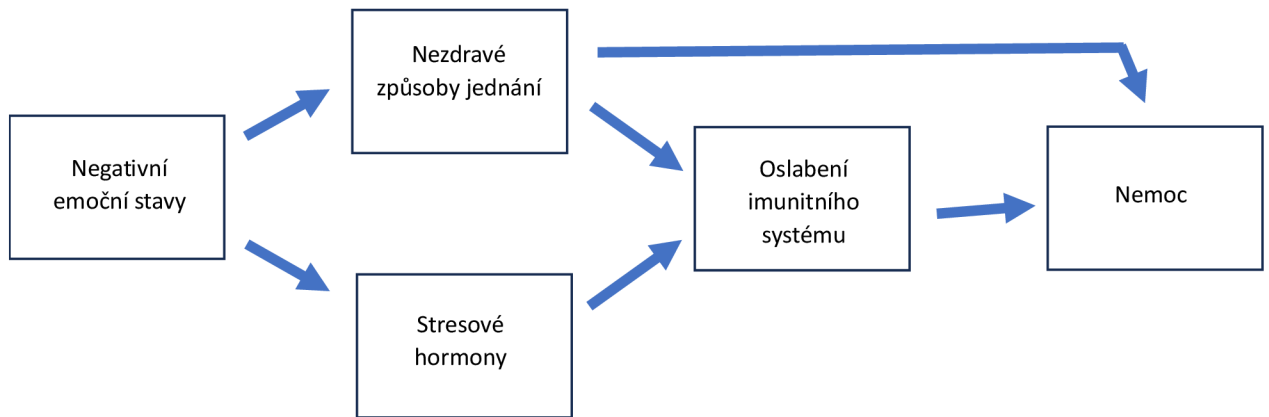 Nezdravé
způsoby jednání
Negativní
emoční stavy
Oslabení
imunitního
systému
Nemoc
Stresové
hormony